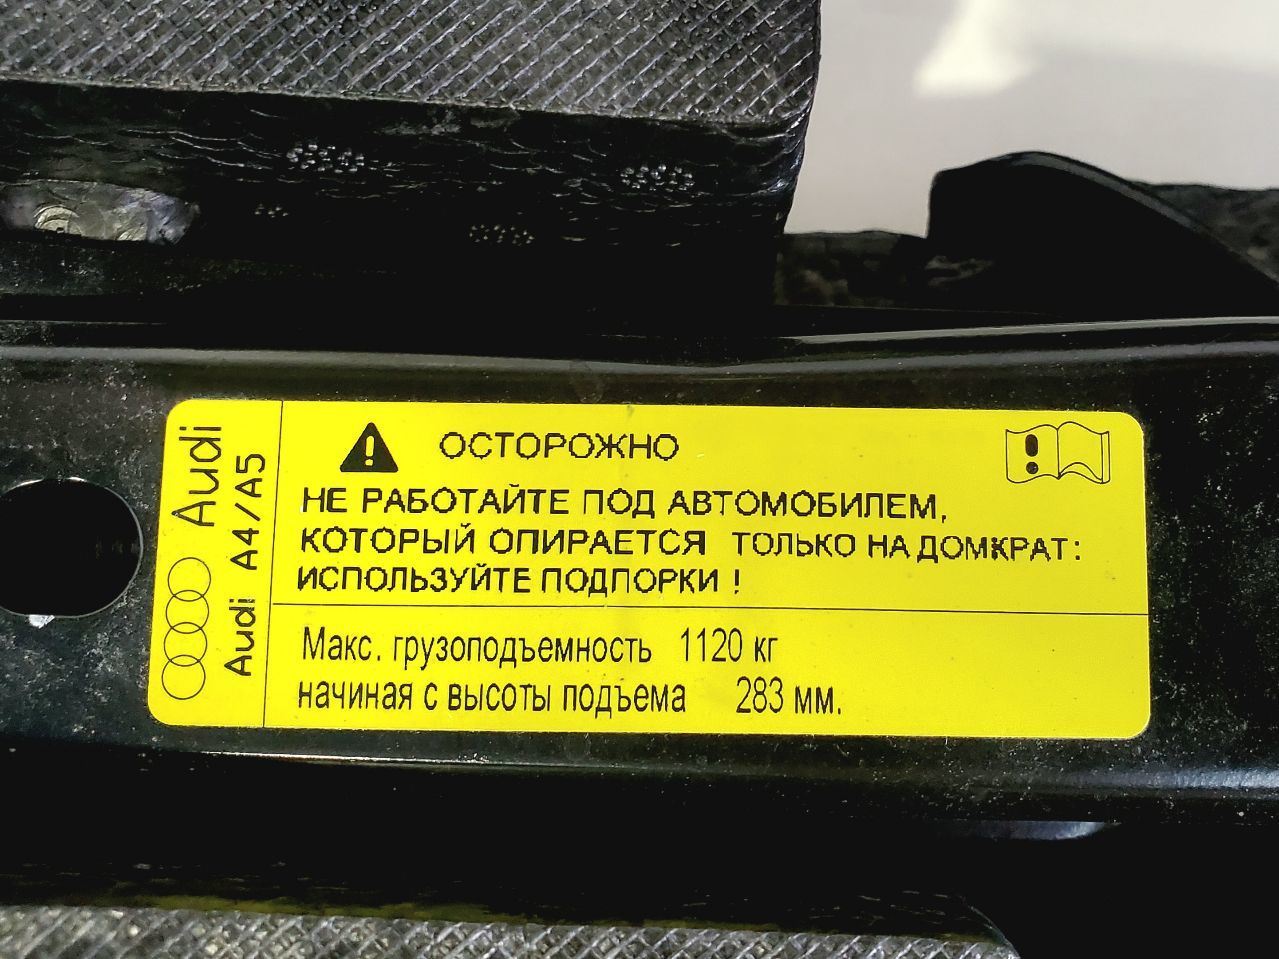 Audi
Audi A4/A5
ОСТОРОЖНО
НЕ РАБОТАЙТЕ ПОД АВТОМОБИЛЕМ,
КОТОРЫЙ ОПИРАЕТСЯ ТОЛЬКО НА ДОМКРАТ:
ИСПОЛЬЗУЙТЕ ПОДПОРКИ !
Макс. грузоподъемность 1120 кг
начиная с высоты подъема 283 мм.